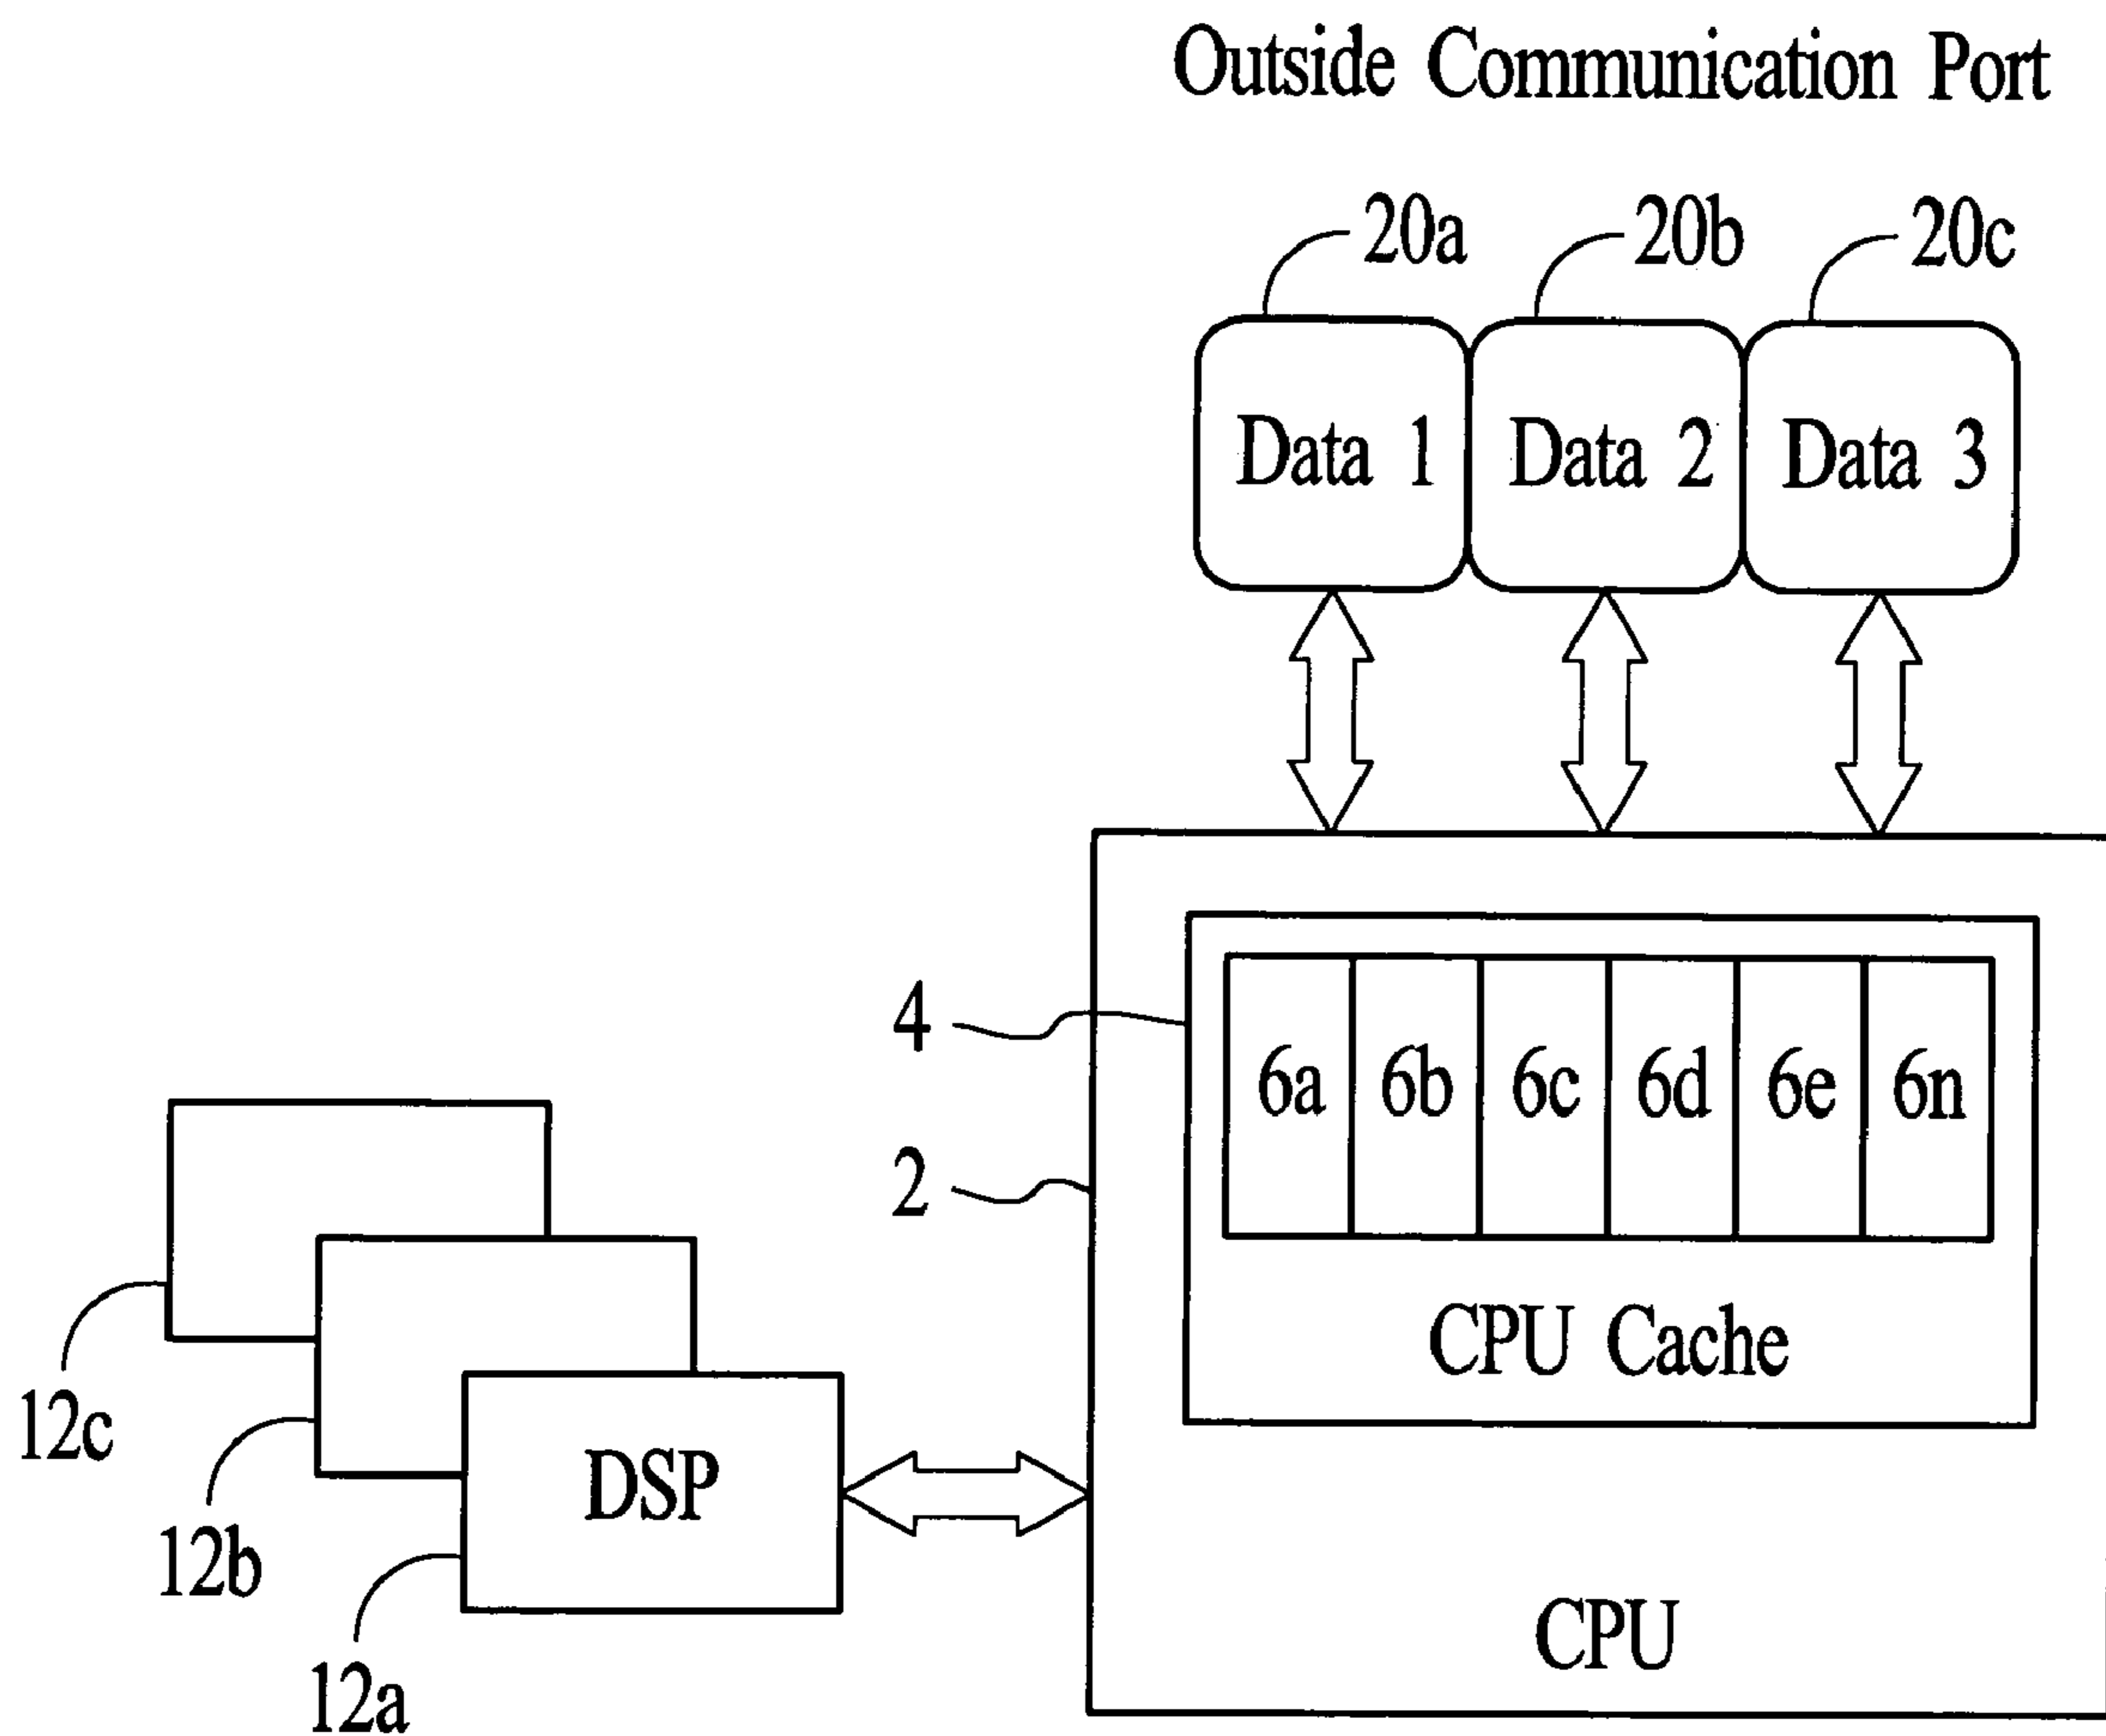 Outside Communication Port
20a 20b 20c
Data 1 Data 2 Data 3
4
6a 6b 6c 6d 6e 6n
2
CPU Cache
12c
DSP
12b
CPU
12a